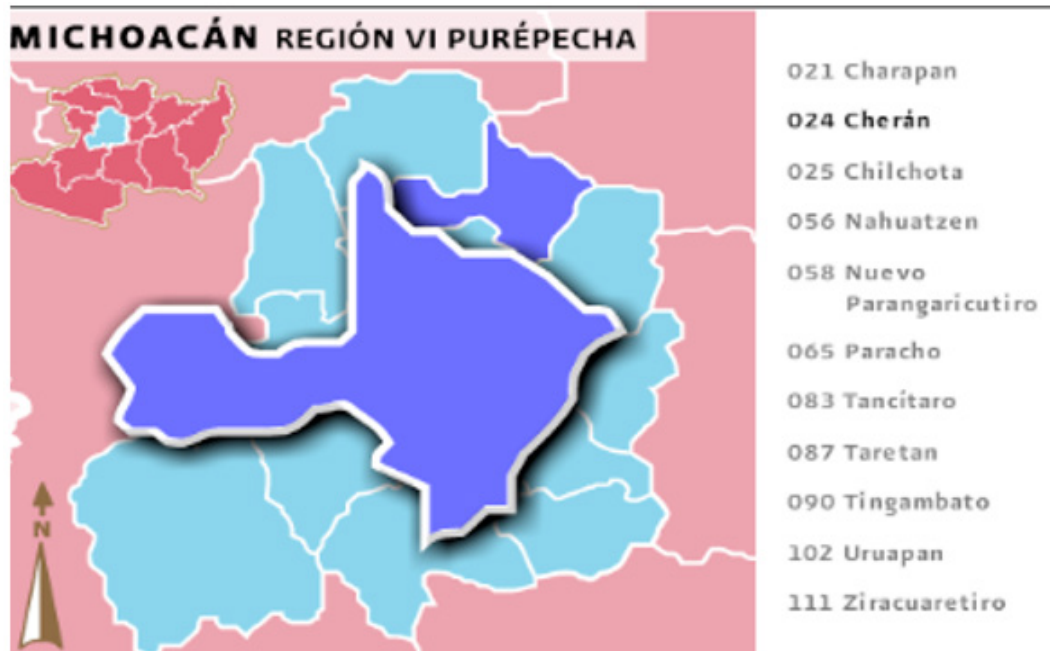 MICHOACÁN REGIÓN VI PURÉPECHA
021 Charapan
024 Cherán
025 Chilchota
056 Nahuatzen
058 Nuevo
Parangaricutiro
065 Paracho
083 Tancítaro
087 Taretan
090 Tingambato
102 Uruapan
111 Ziracuaretiro
N